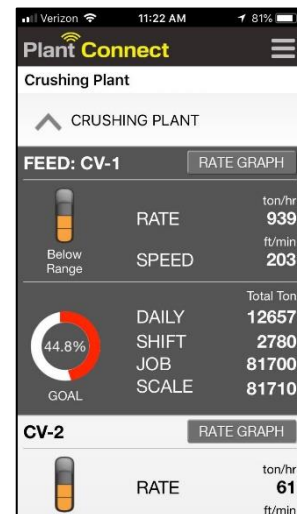 Verizon 11:22 AM 81%
Plant Connect
Crushing Plant
CRUSHING PLANT
FEED: CV-1 RATE GRAPH
ton/hr
RATE 939
ft/min
Below
Range
SPEED 203
Total Ton
DAILY 12657
SHIFT 2780
44.8%
JOB 81700
SCALE 81710
GOAL
CV-2 RATE GRAPH
ton/hr
RATE 61
ft/min